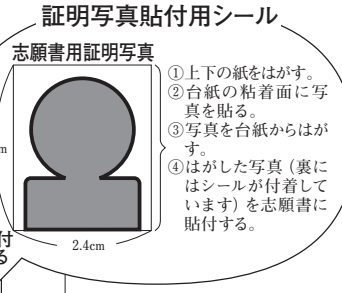 証明写真貼付用シール
志願書用証明写真
①上下の紙をはがす。
②台紙の粘着面に写
真を貼る。
③写真を台紙からはが
す。
④はがした写真（裏に
はシールが付着して
います）を志願書に
貼付する。
m
付
る
2.4cm